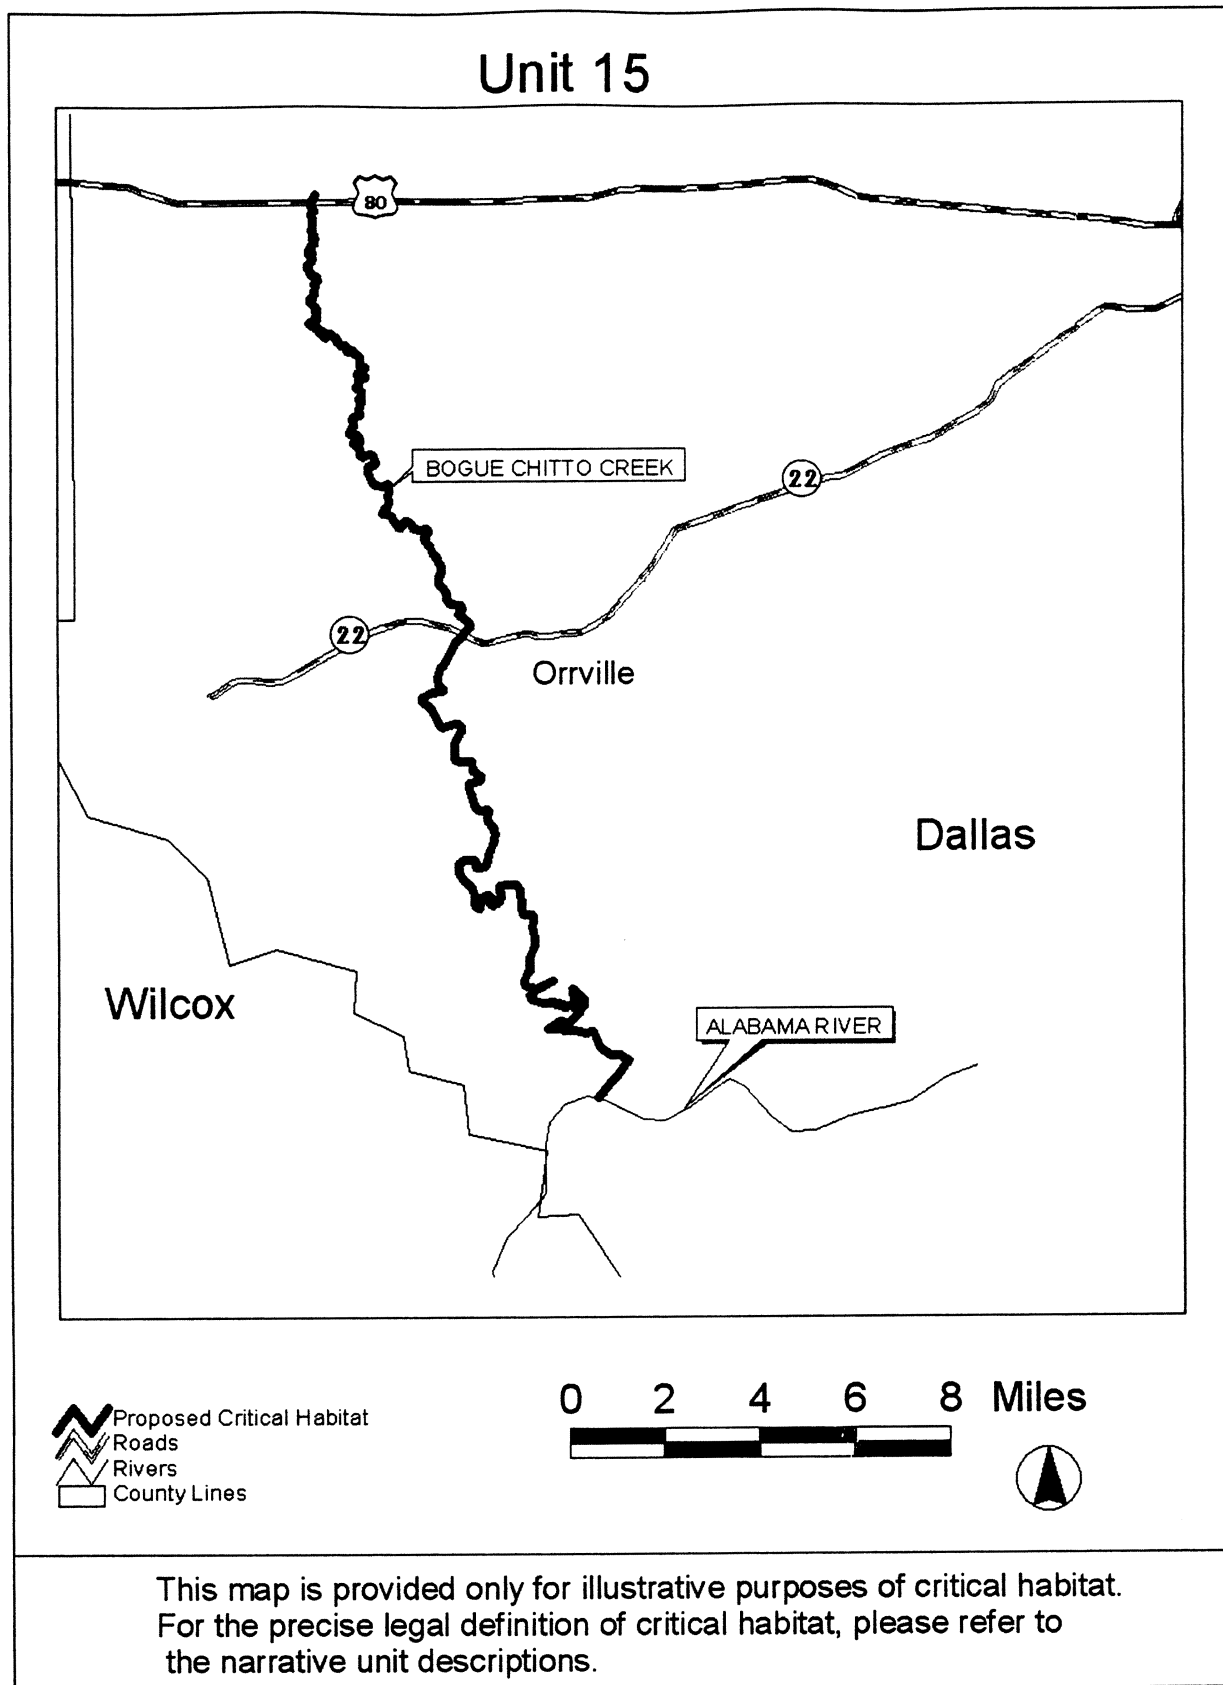 Unit 15
80
BOGUE CHITTO CREEK
22
22
Orrville
Dallas
Wilcox
ALABAMA RIVER
0 2 4 6 8 Miles
Proposed Critical Habitat
Roads
Rivers
County Lines
This map is provided only for illustrative purposes of critical habitat.
For the precise legal definition of critical habitat, please refer to
the narrative unit descriptions.